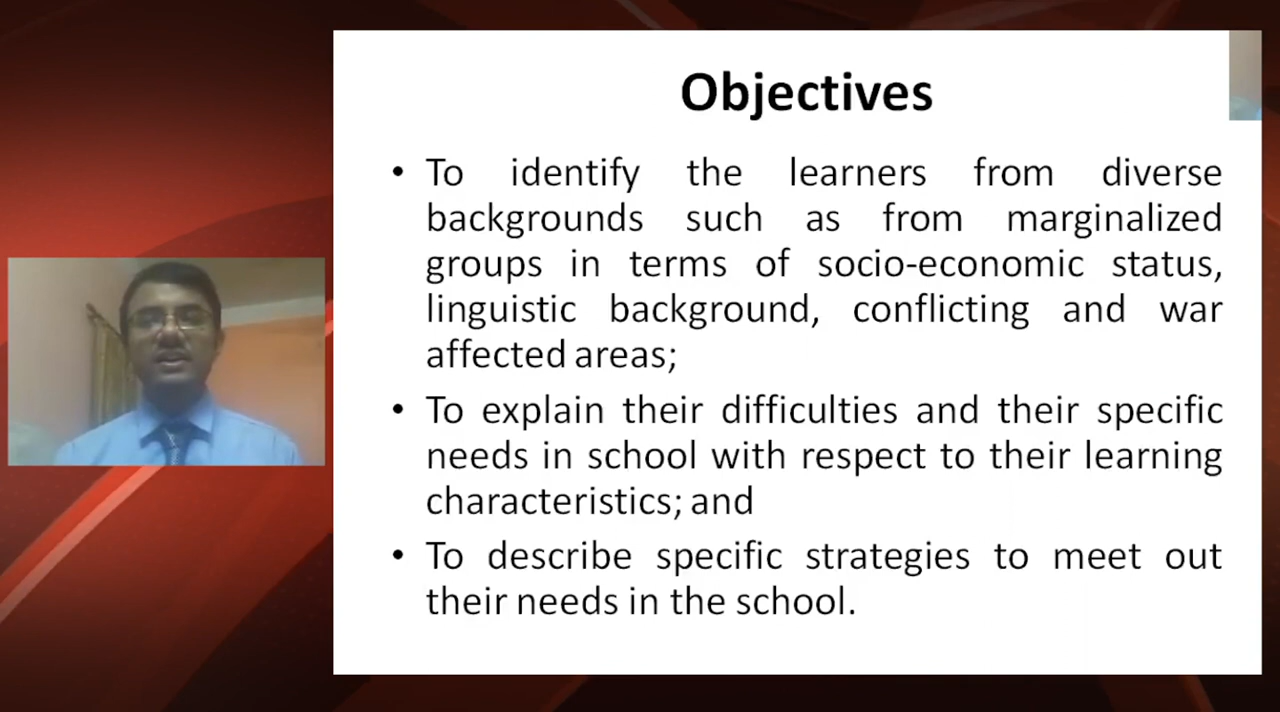 Objectives
• To identify the learners from diverse
backgrounds such as from marginalized
groups in terms of socio-economic status,
linguistic background, conflicting and war
affected areas;
• To explain their difficulties and their specific
needs in school with respect to their learning
characteristics; and
• To describe specific strategies to meet out
their needs in the school.